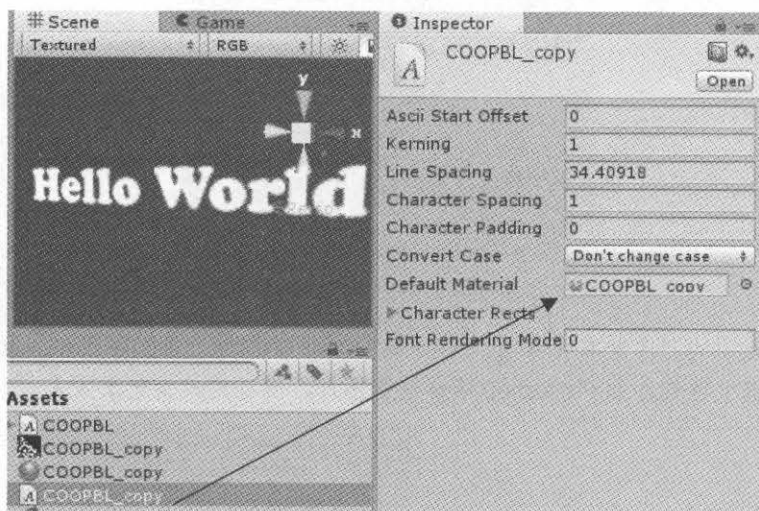 Scene
Game
Textured
RGB
y
x
Hello World
Assets
COOPBL
COOPBL_copy
COOPBL_copy
COOPBL_copy
Inspector
COOPBL_copy
Open
Ascii Start Offset 0
Kerning 1
Line Spacing 34.40918
Character Spacing 1
Character Padding 0
Convert Case Don't change case
Default Material COOPBL_copy
Character Rects
Font Rendering Mode 0